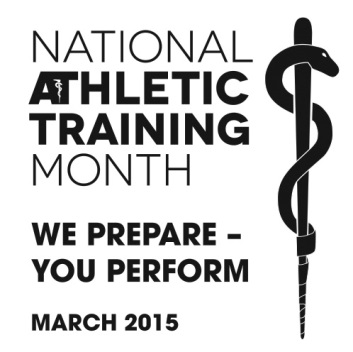 NATIONAL
ATHLETIC
TRAINING
MONTH
WE PREPARE –
YOU PERFORM
MARCH 2015